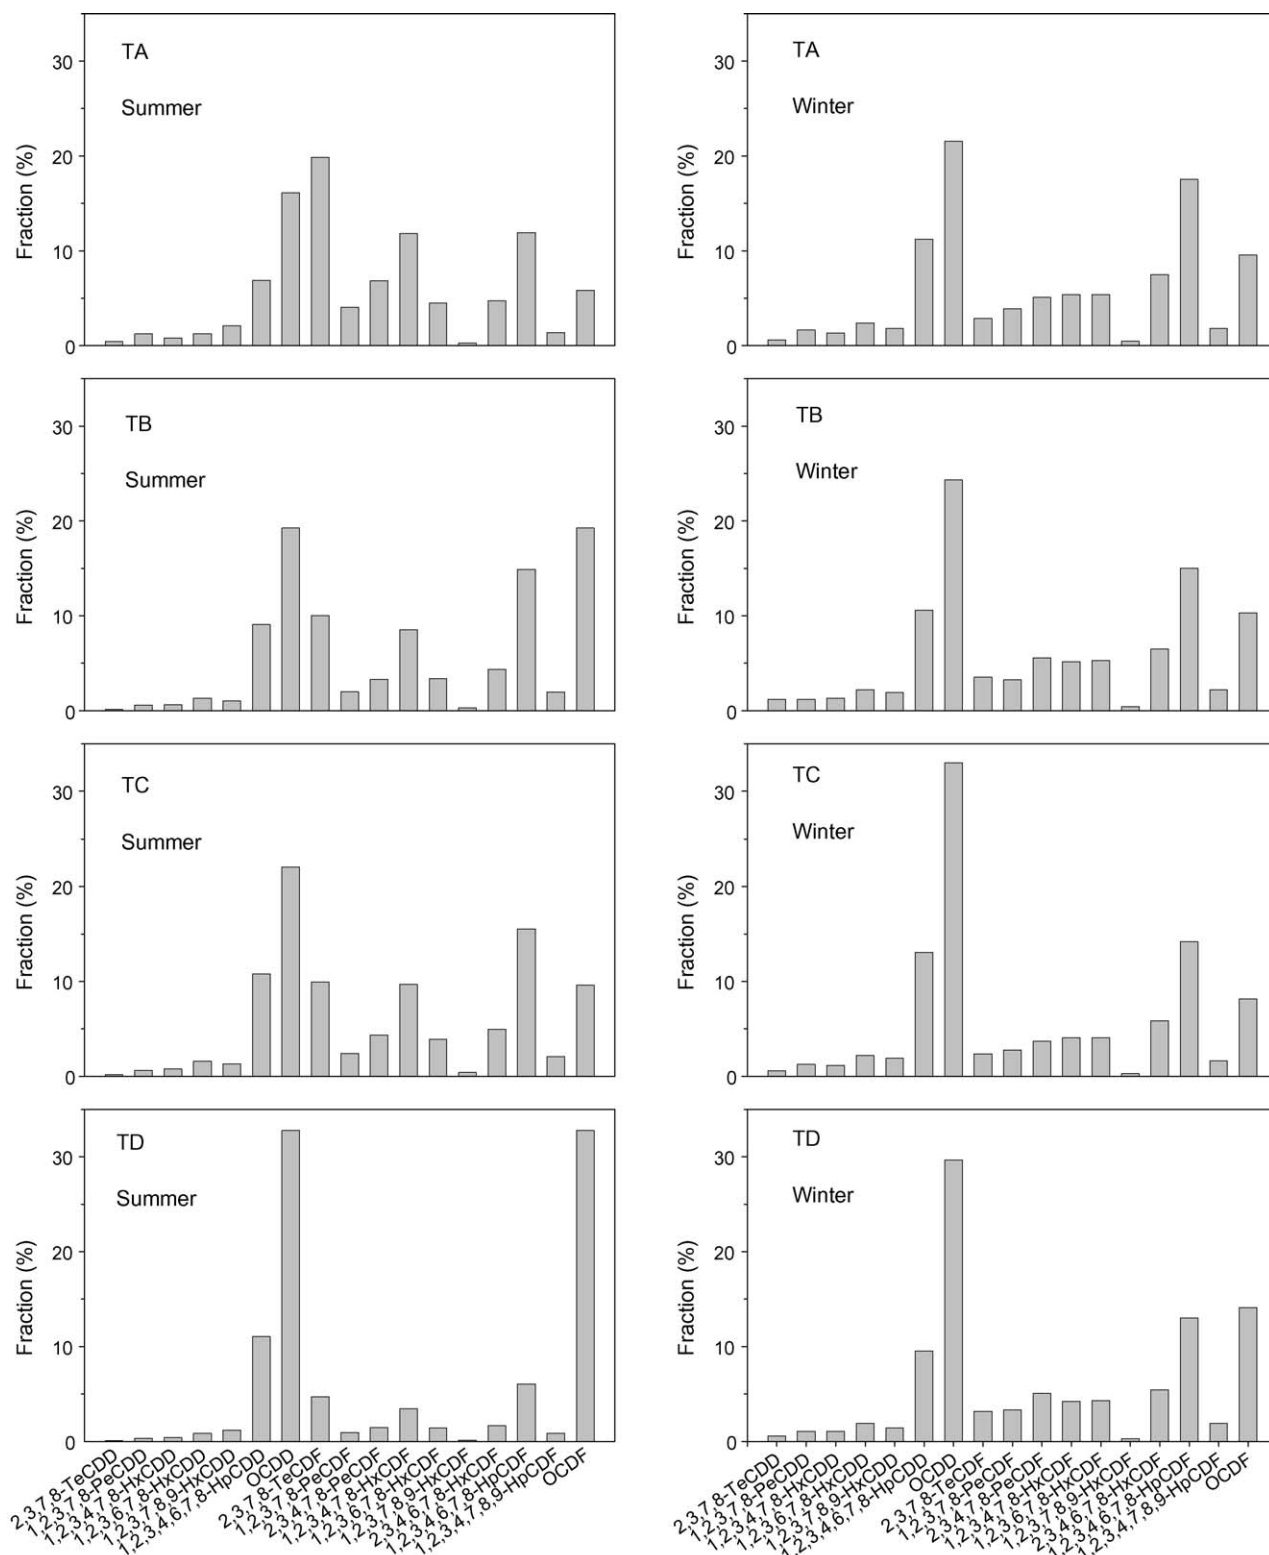 TA
Summer
Fraction (%)
30
20
10
0
TA
Winter
Fraction (%)
30
20
10
0
TB
Summer
Fraction (%)
30
20
10
0
TB
Winter
Fraction (%)
30
20
10
0
TC
Summer
Fraction (%)
30
20
10
0
TC
Winter
Fraction (%)
30
20
10
0
TD
Summer
Fraction (%)
30
20
10
0
2,3,7,8-TeCDD
1,2,3,7,8-PeCDD
1,2,3,4,7,8-HxCDD
1,2,3,6,7,8-HxCDD
1,2,3,7,8,9-HxCDD
1,2,3,4,6,7,8-HpCDD
OCDD
2,3,7,8-TeCDF
1,2,3,7,8-PeCDF
2,3,4,7,8-PeCDF
1,2,3,4,7,8-HxCDF
1,2,3,6,7,8-HxCDF
1,2,3,7,8,9-HxCDF
2,3,4,6,7,8-HxCDF
1,2,3,4,6,7,8-HpCDF
1,2,3,4,7,8,9-HpCDF
OCDF
TD
Winter
Fraction (%)
30
20
10
0
2,3,7,8-TeCDD
1,2,3,7,8-PeCDD
1,2,3,4,7,8-HxCDD
1,2,3,6,7,8-HxCDD
1,2,3,7,8,9-HxCDD
1,2,3,4,6,7,8-HpCDD
OCDD
2,3,7,8-TeCDF
1,2,3,7,8-PeCDF
2,3,4,7,8-PeCDF
1,2,3,4,7,8-HxCDF
1,2,3,6,7,8-HxCDF
1,2,3,7,8,9-HxCDF
2,3,4,6,7,8-HxCDF
1,2,3,4,6,7,8-HpCDF
1,2,3,4,7,8,9-HpCDF
OCDF